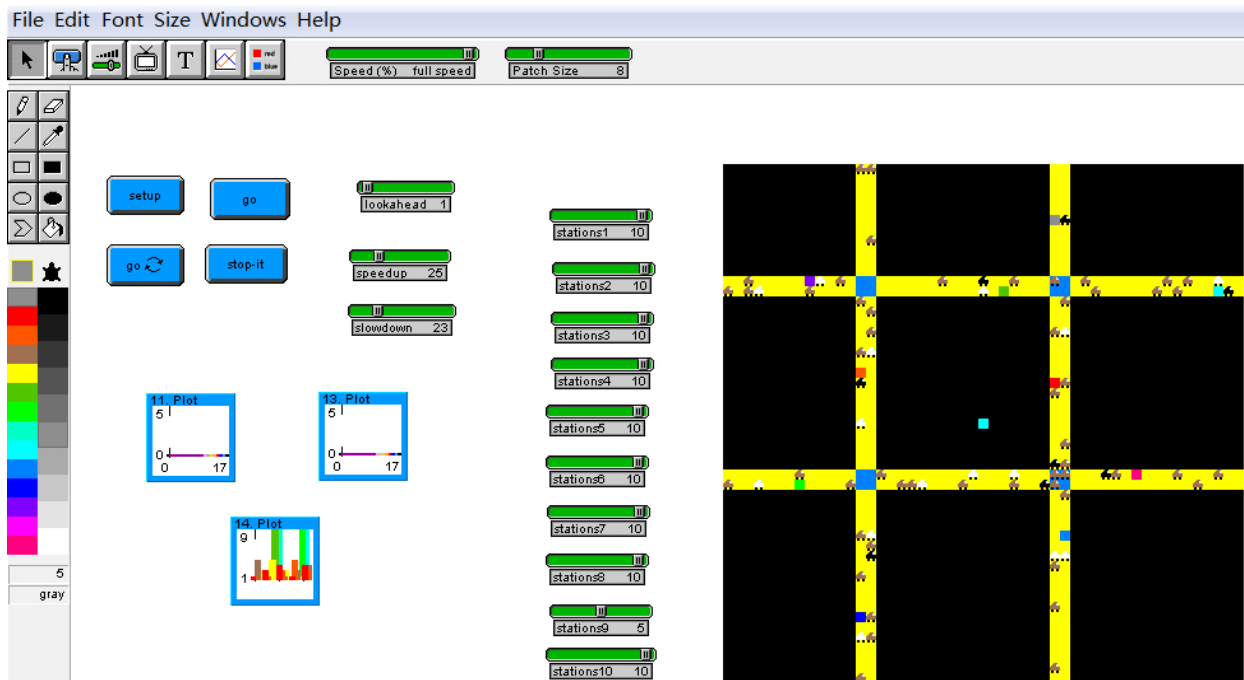 File Edit Font Size Windows Help
T
red
blue
Speed (%) full speed
Patch Size 8
setup
go
lookahead 1
go
stop-it
speedup 25
slowdown 23
stations1 10
stations2 10
stations3 10
stations4 10
stations5 10
stations6 10
stations7 10
stations8 10
stations9 5
stations10 10
11. Plot
5
0
0 17
13. Plot
5
0
0 17
14. Plot
9
1
5
gray